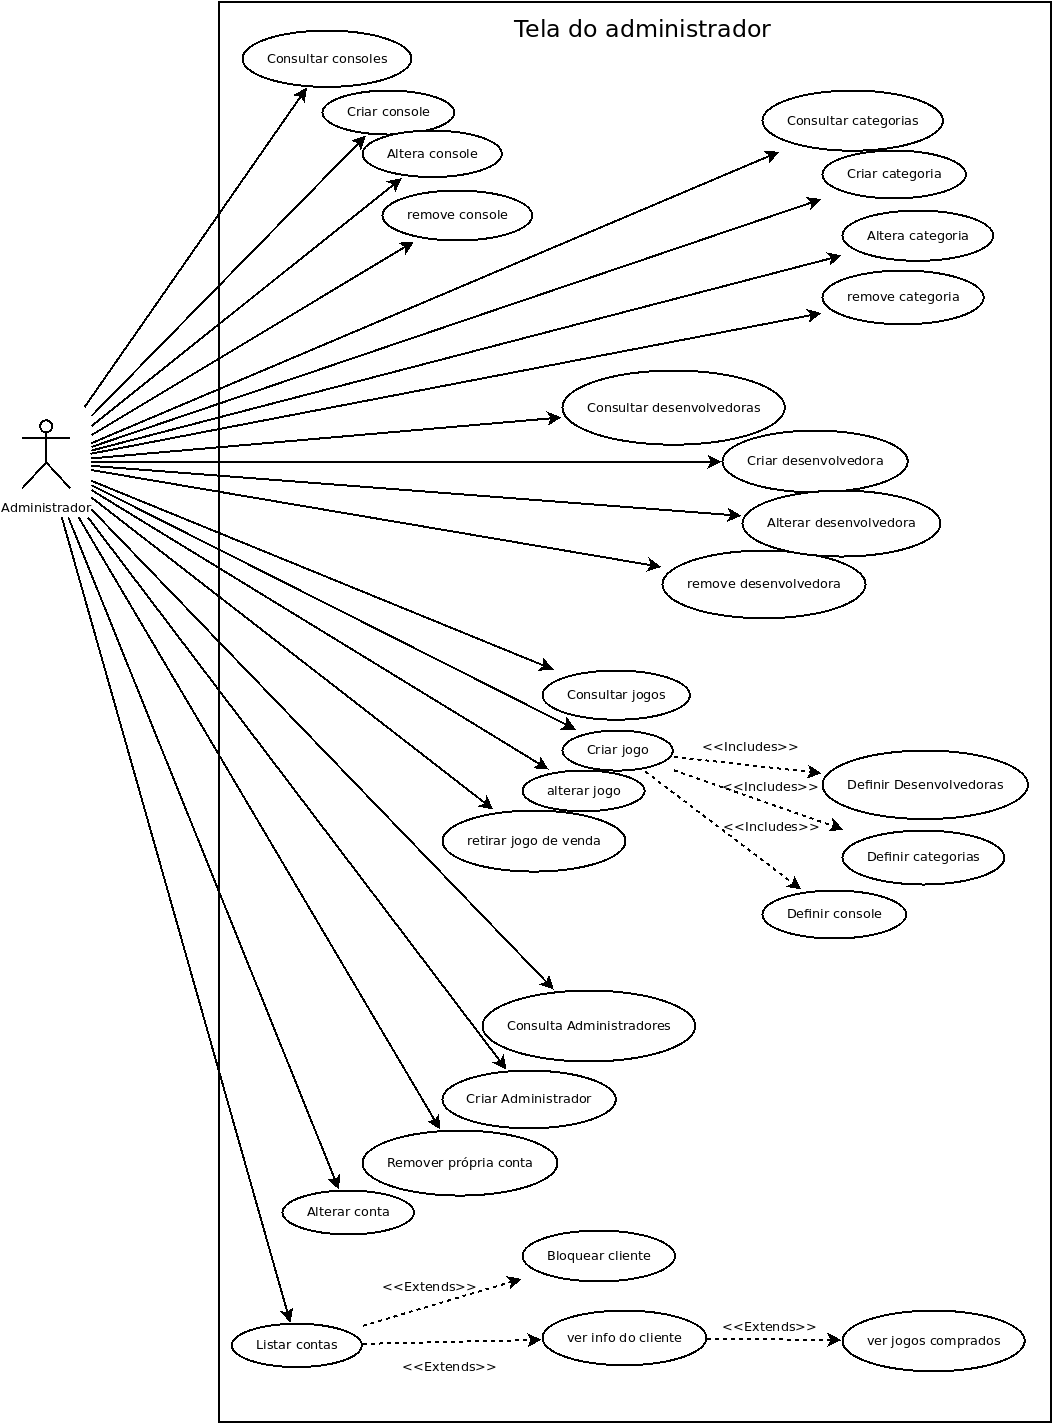 Tela do administrador
Consultar consoles
Criar console
Altera console
remove console
Consultar categorias
Criar categoria
Altera categoria
remove categoria
Consultar desenvolvedoras
Criar desenvolvedora
Alterar desenvolvedora
remove desenvolvedora
Administrador
Consultar jogos
Criar jogo
alterar jogo
retirar jogo de venda
<<Includes>>
<<Includes>>
<<Includes>>
Definir Desenvolvedoras
Definir categorias
Definir console
Consulta Administradores
Criar Administrador
Remover própria conta
Alterar conta
Bloquear cliente
<<Extends>>
Listar contas
<<Extends>>
ver info do cliente
<<Extends>>
ver jogos comprados